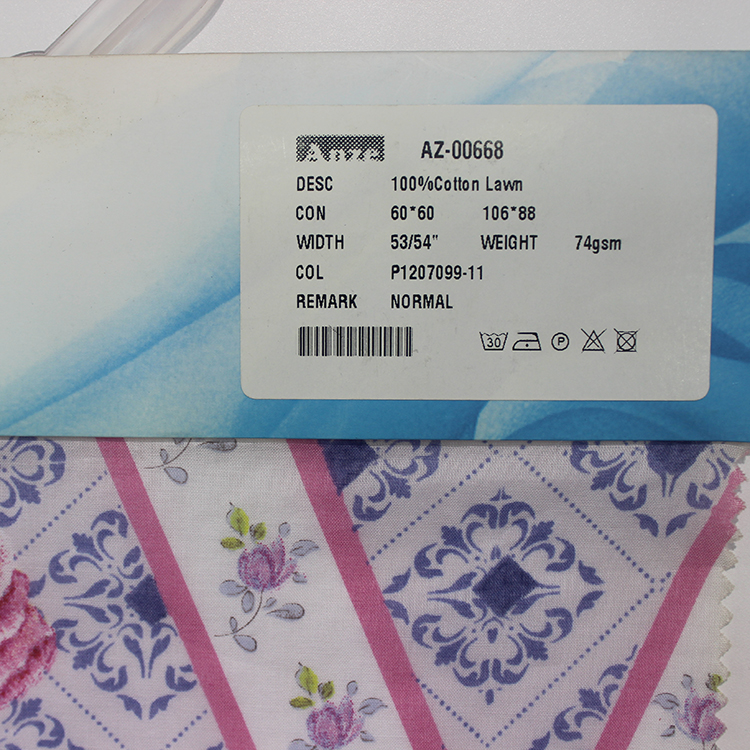 Anze AZ-00668
DESC 100%Cotton Lawn
CON 60*60 106*88
WIDTH 53/54" WEIGHT 74gsm
COL P1207099-11
REMARK NORMAL
30 P